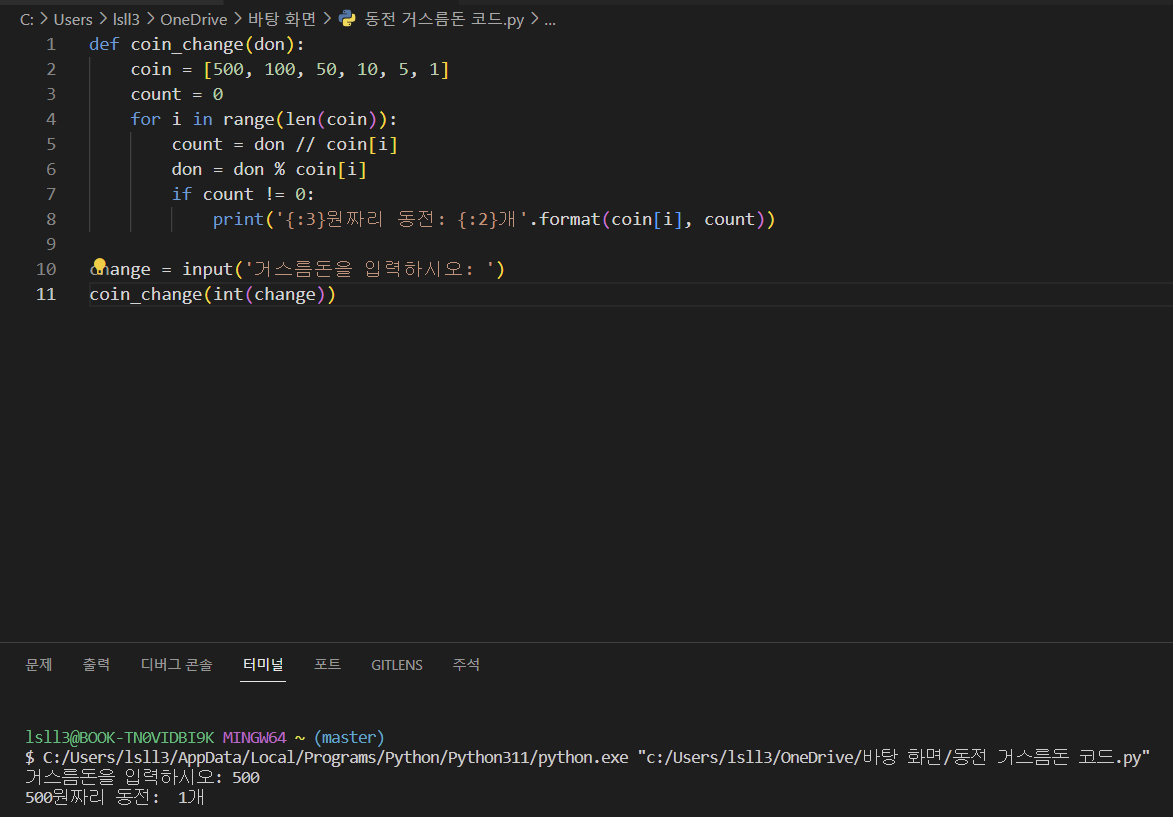 C: > Users > lsll3 > OneDrive > 바탕 화면 > 동전 거스름돈 코드.py > ...
1 def coin_change(don):
2     coin = [500, 100, 50, 10, 5, 1]
3     count = 0
4     for i in range(len(coin)):
5         count = don // coin[i]
6         don = don % coin[i]
7         if count != 0:
8             print('{:3}원짜리 동전: {:2}개'.format(coin[i], count))
9
10 change = input('거스름돈을 입력하시오: ')
11 coin_change(int(change))
문제 출력 디버그 콘솔 터미널 포트 GITLENS 주석
lsll3@BOOK-TN0VIDBI9K MINGW64 ~ (master)
$ C:/Users/lsll3/AppData/Local/Programs/Python/Python311/python.exe "c:/Users/lsll3/OneDrive/바탕 화면/동전 거스름돈 코드.py"
거스름돈을 입력하시오: 500
500원짜리 동전:  1개